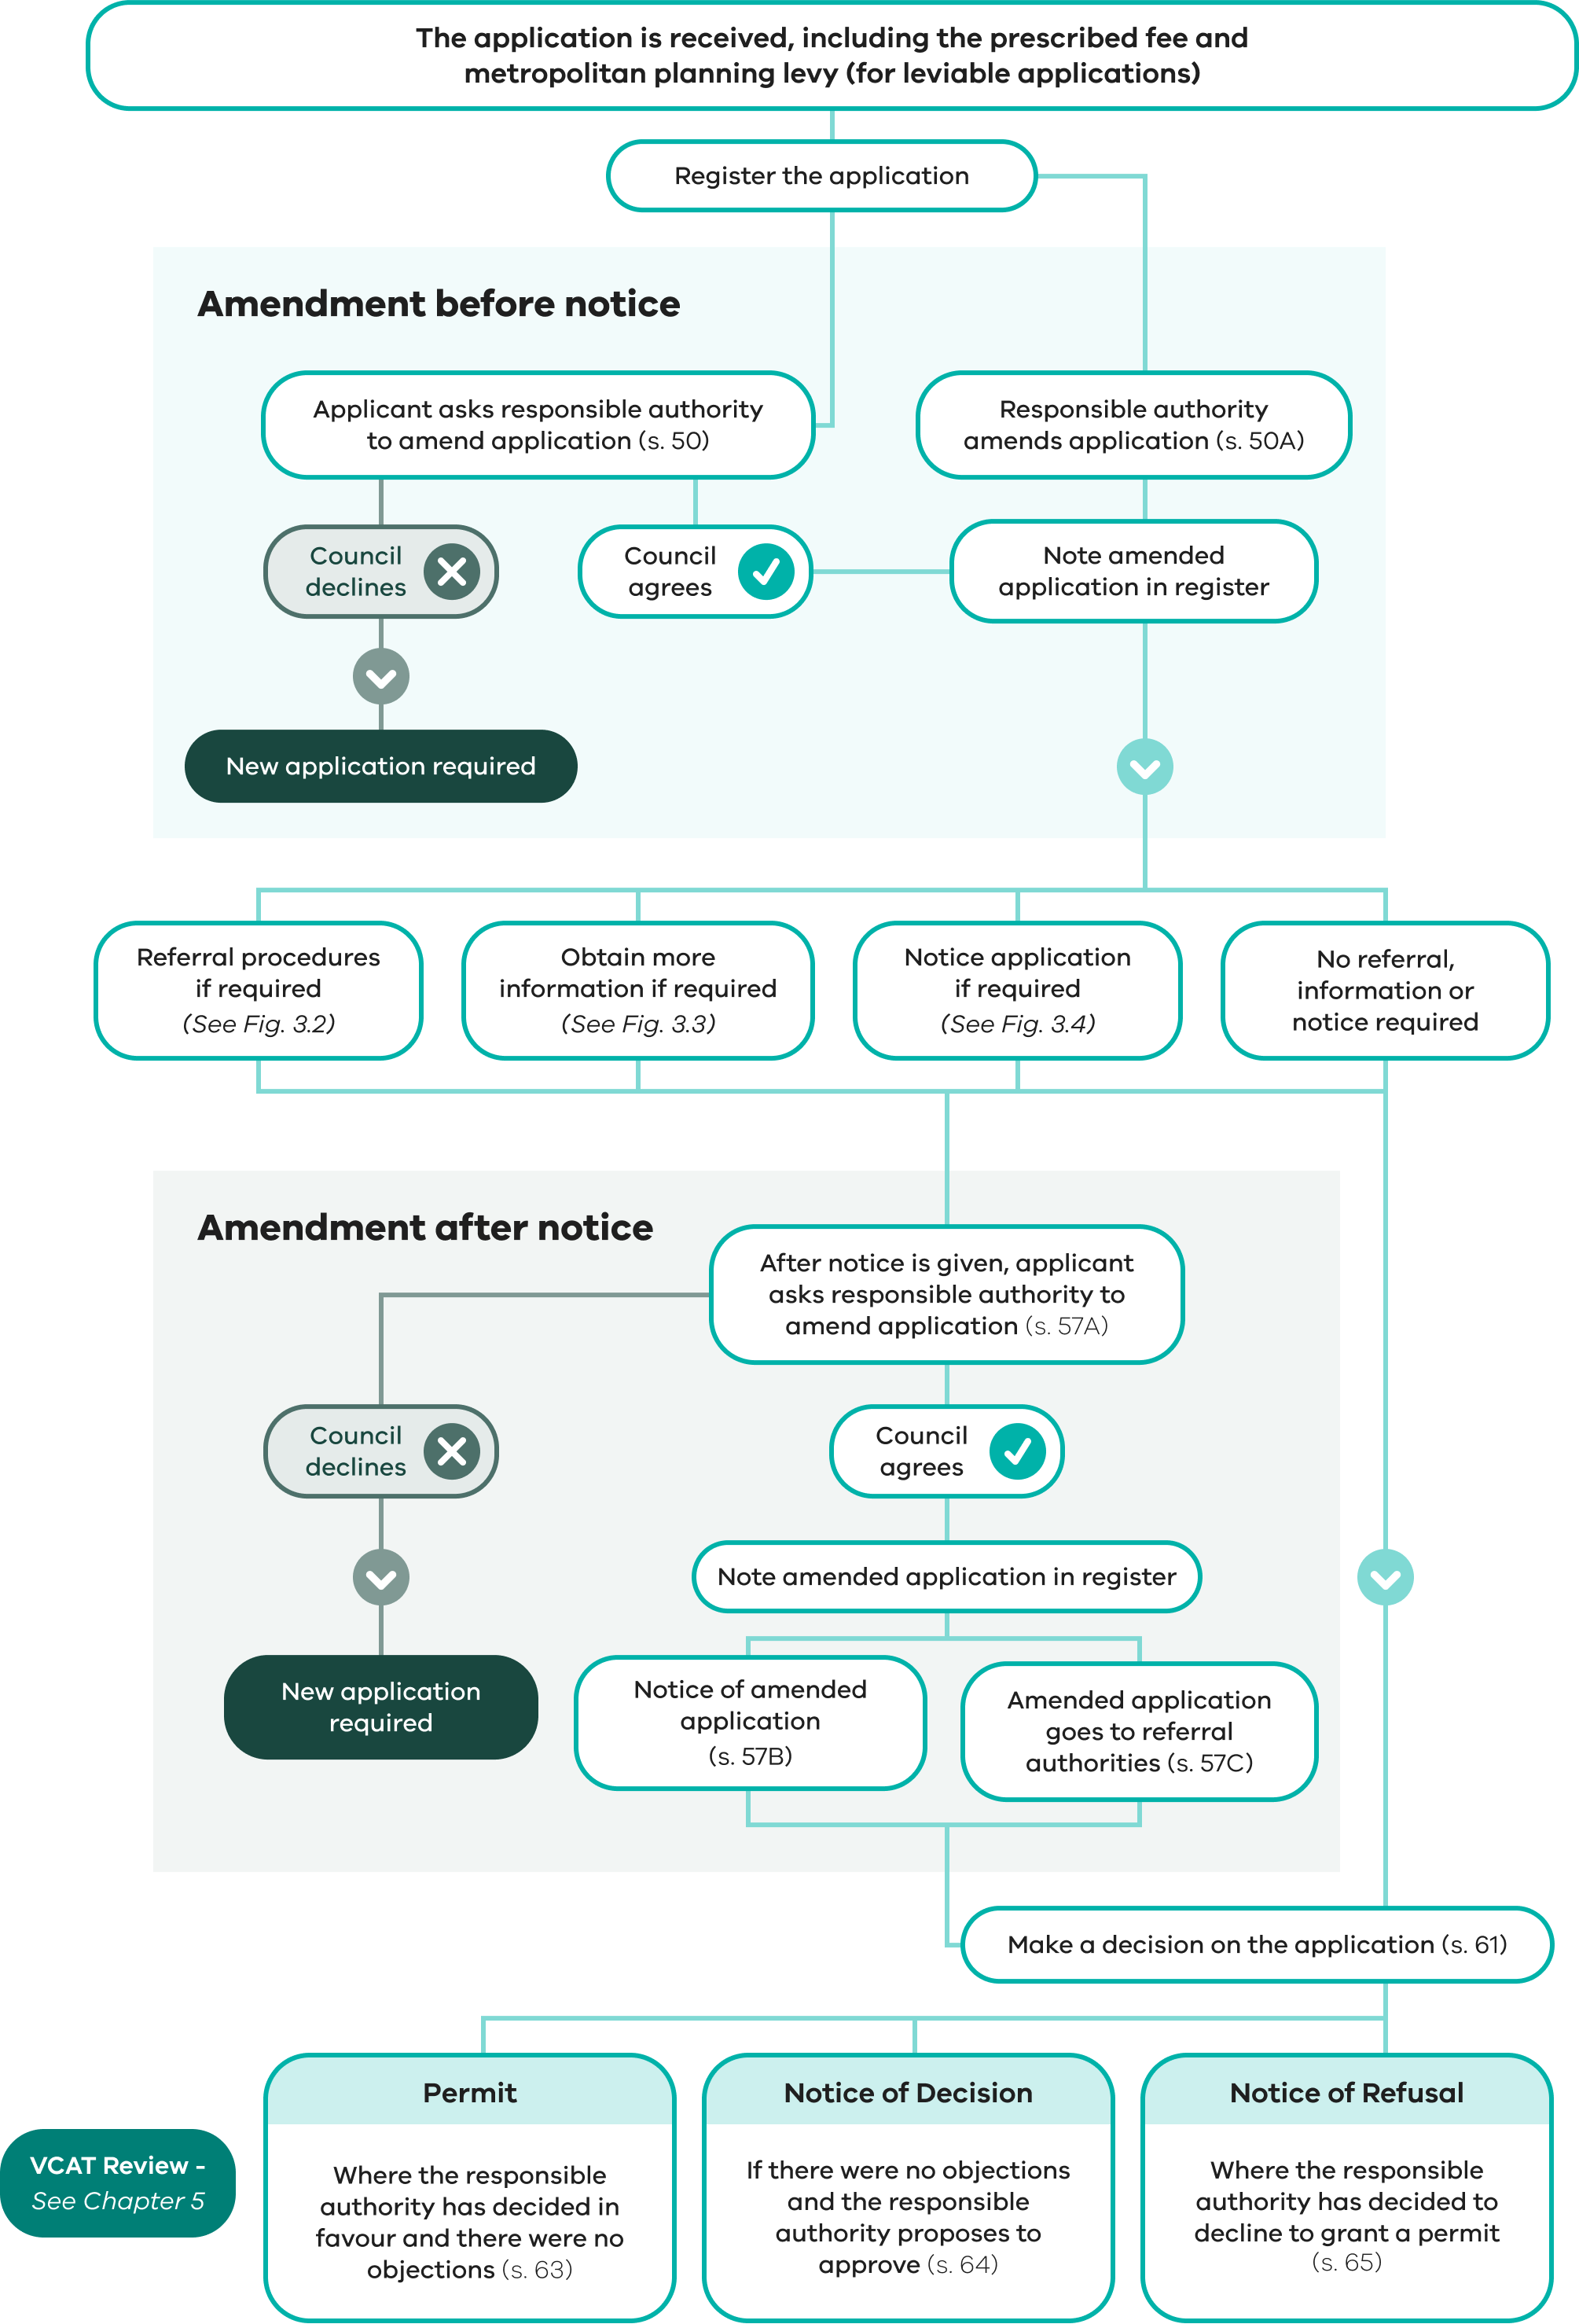 The application is received, including the prescribed fee and
metropolitan planning levy (for leviable applications)
Register the application
Amendment before notice
Applicant asks responsible authority
to amend application (s. 50)
Responsible authority
amends application (s. 50A)
Council
declines
Council
agrees
Note amended
application in register
New application required
Referral procedures
if required
(See Fig. 3.2)
Obtain more
information if required
(See Fig. 3.3)
Notice application
if required
(See Fig. 3.4)
No referral,
information or
notice required
Amendment after notice
After notice is given, applicant
asks responsible authority to
amend application (s. 57A)
Council
declines
Council
agrees
Note amended application in register
New application
required
Notice of amended
application
(s. 57B)
Amended application
goes to referral
authorities (s. 57C)
Make a decision on the application (s. 61)
VCAT Review -
See Chapter 5
Permit
Where the responsible
authority has decided in
favour and there were no
objections (s. 63)
Notice of Decision
If there were no objections
and the responsible
authority proposes to
approve (s. 64)
Notice of Refusal
Where the responsible
authority has decided to
decline to grant a permit
(s. 65)